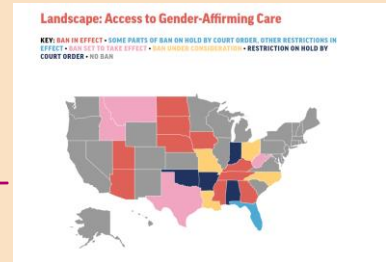 Landscape: Access to Gender-Affirming Care
KEY: BAN IN EFFECT • SOME PARTS OF BAN ON HOLD BY COURT ORDER, OTHER RESTRICTIONS IN
EFFECT • BAN SET TO TAKE EFFECT • BAN UNDER CONSIDERATION • RESTRICTION ON HOLD BY
COURT ORDER • NO BAN